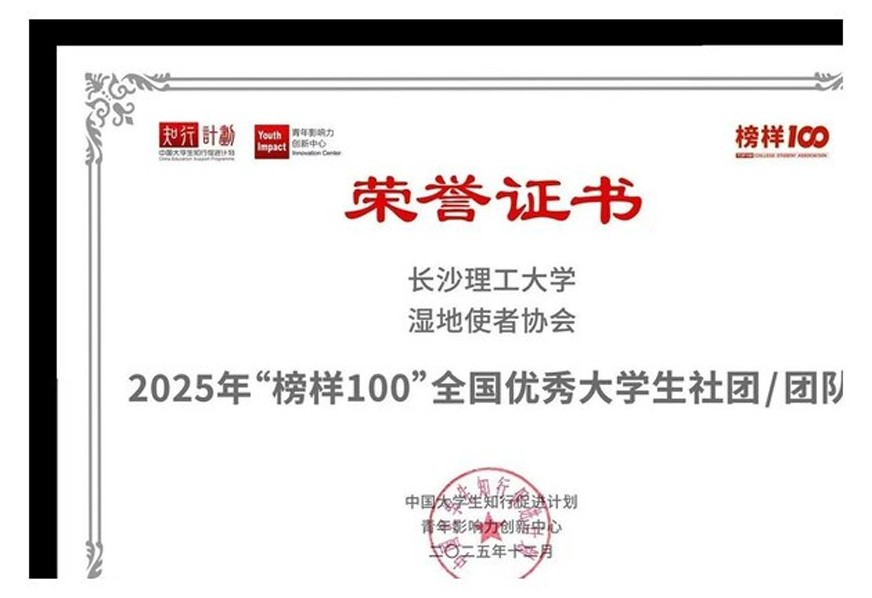 知行計劃
中国大学生知行促进计划
China Education Support Programme
Youth Impact
青年影响力
创新中心
Innovation Center
榜样100
COLLEGE STUDENT ASSOCIATION
荣誉证书
长沙理工大学
湿地使者协会
2025年“榜样100”全国优秀大学生社团/团队
中国大学生知行促进计划
青年影响力创新中心
二〇二五年十二月